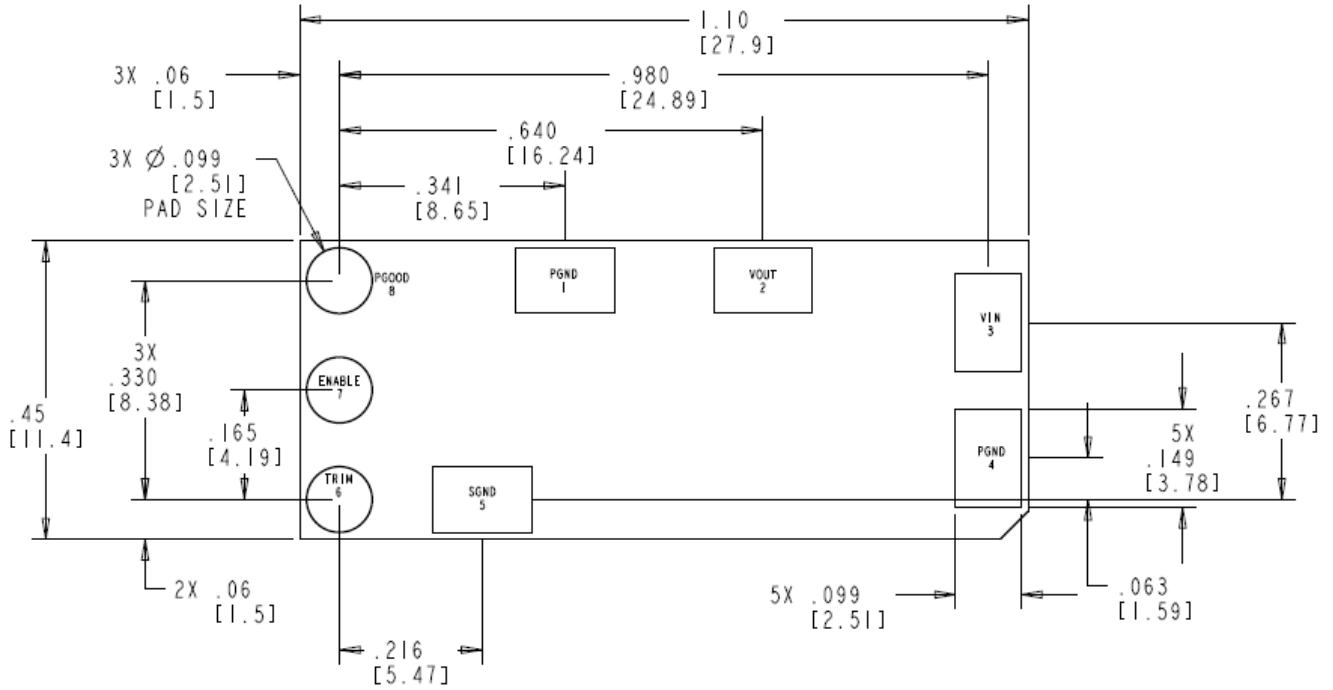 1.10
[27.9]
3X .06
[1.5]
.980
[24.89]
.640
[16.24]
3X Ø.099
[2.51]
PAD SIZE
.341
[8.65]
PGOOD
8
PGND
1
VOUT
2
VIN
3
3X
.330
[8.38]
ENABLE
7
.45
[11.4]
.165
[4.19]
.267
[6.77]
5X
.149
[3.78]
PGND
4
TRIM
6
SGND
5
2X .06
[1.5]
5X .099
[2.51]
.063
[1.59]
.216
[5.47]